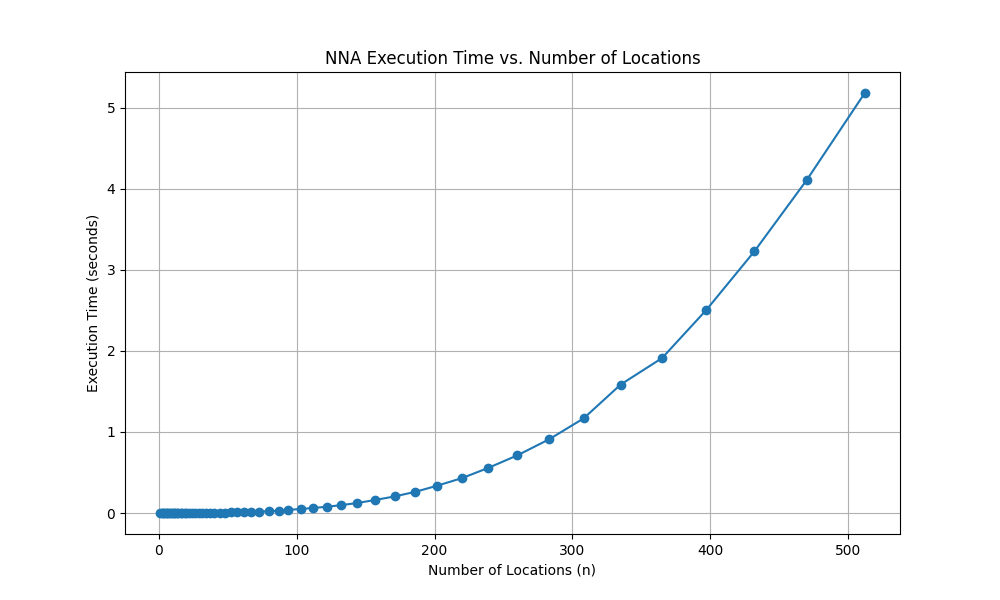 NNA Execution Time vs. Number of Locations
Execution Time (seconds)
5
4
3
2
1
0
0 100 200 300 400 500
Number of Locations (n)